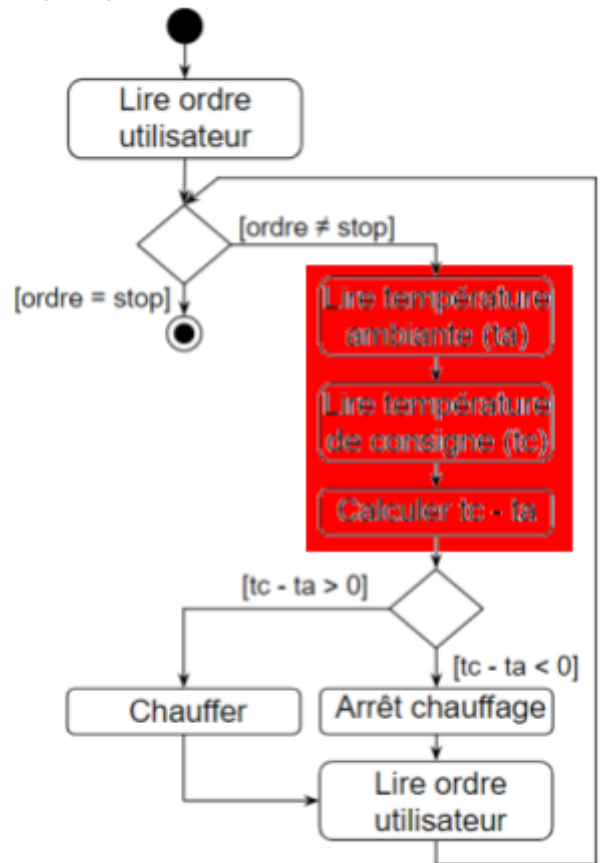 Lire ordre
utilisateur
[ordre ≠ stop]
[ordre = stop]
Lire température
ambiante (ta)
Lire température
de consigne (tc)
Calculer tc - ta
[tc - ta > 0]
[tc - ta < 0]
Chauffer
Arrêt chauffage
Lire ordre
utilisateur